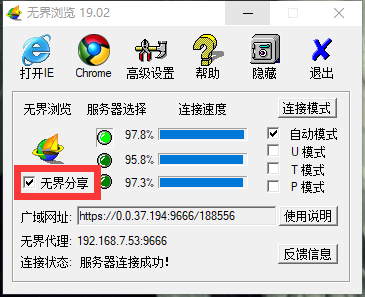 无界浏览 19.02
打开IE Chrome 高级设置 帮助 隐藏 退出
无界浏览 服务器选择 连接速度 连接模式
97.8% 自动模式
95.8% U 模式
T 模式
无界分享 97.3% P 模式
广域网址: https://0.0.37.194:9666/188556 使用说明
无界代理: 192.168.7.53:9666
连接状态: 服务器连接成功! 反馈信息